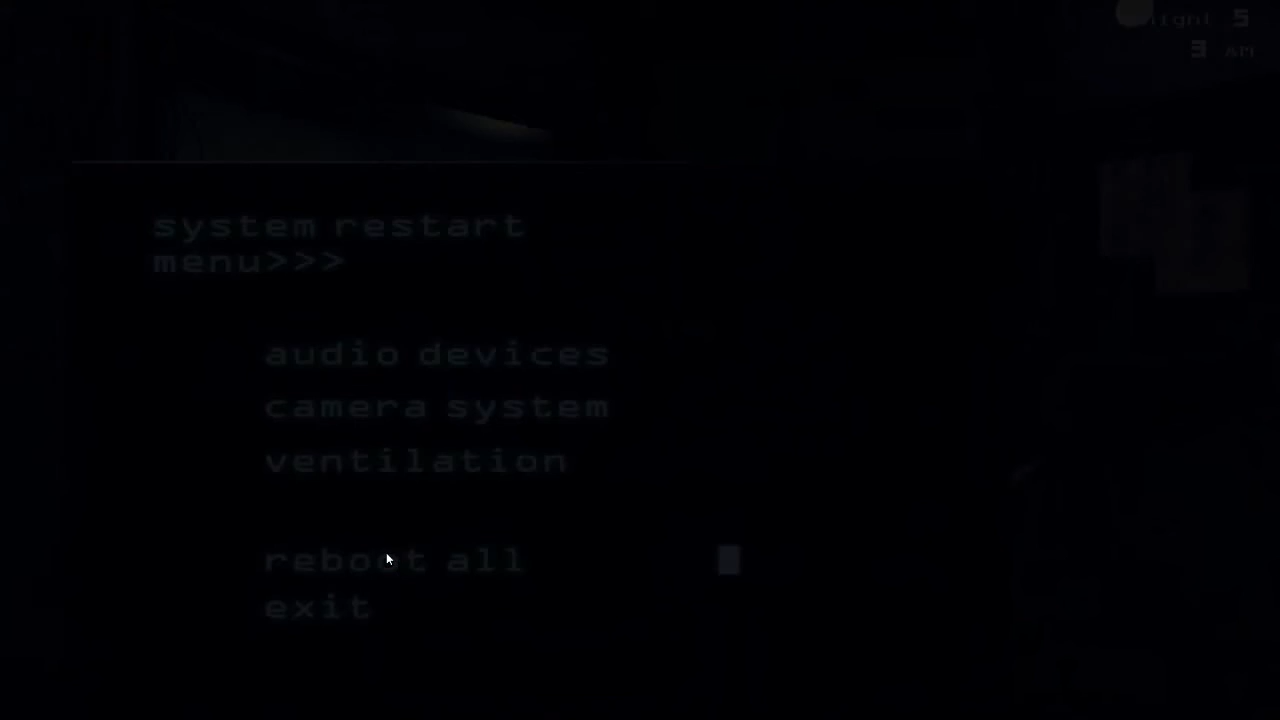 Night 5
3 AM
system restart
menu>>>
audio devices
camera system
ventilation
reboot all
exit